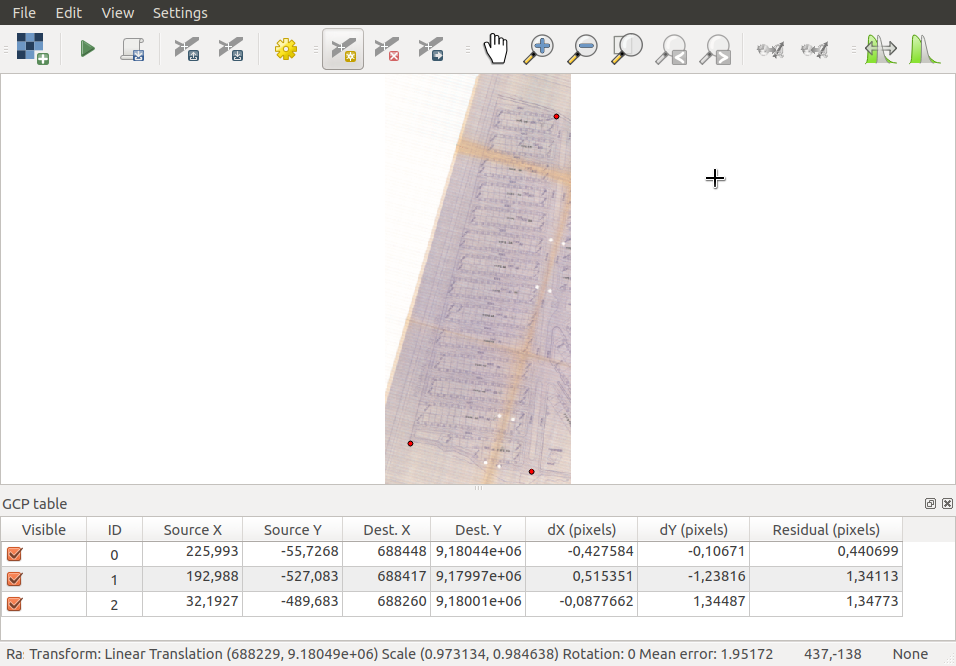 File Edit View Settings
GCP table
Visible ID Source X Source Y Dest. X Dest. Y dX (pixels) dY (pixels) Residual (pixels)
0 225,993 -55,7268 688448 9,18044e+06 -0,427584 -0,10671 0,440699
1 192,988 -527,083 688417 9,17997e+06 0,515351 -1,23816 1,34113
2 32,1927 -489,683 688260 9,18001e+06 -0,0877662 1,34487 1,34773
Ra: Transform: Linear Translation (688229, 9.18049e+06) Scale (0.973134, 0.984638) Rotation: 0 Mean error: 1.95172 437,-138 None